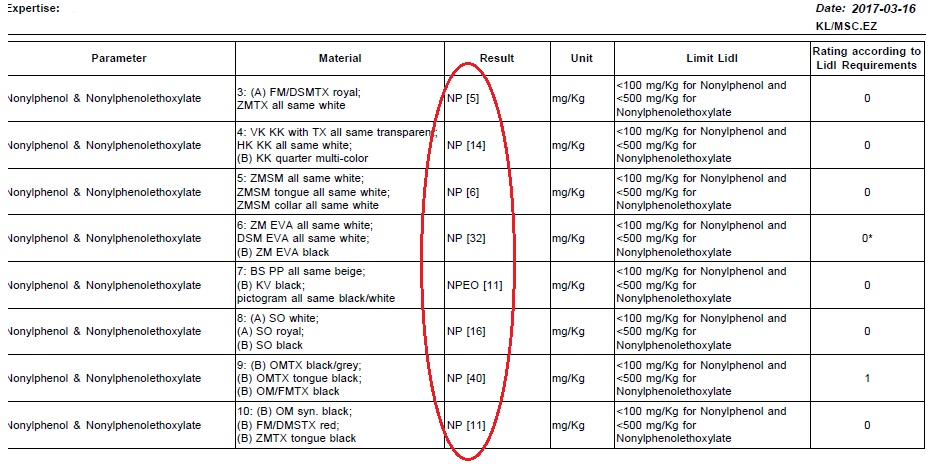 Expertise:
Date: 2017-03-16
KL/MSC.EZ
Parameter Material Result Unit Limit Lidl Rating according to
Lidl Requirements
Nonylphenol & Nonylphenolethoxylate 3: (A) FM/DSMTX royal;
ZMTX all same white NP [5] mg/Kg <100 mg/Kg for Nonylphenol and
<500 mg/Kg for
Nonylphenolethoxylate 0
Nonylphenol & Nonylphenolethoxylate 4: VK KK with TX all same transparent;
HK KK all same white;
(B) KK quarter multi-color NP [14] mg/Kg <100 mg/Kg for Nonylphenol and
<500 mg/Kg for
Nonylphenolethoxylate 0
Nonylphenol & Nonylphenolethoxylate 5: ZMSM all same white;
ZMSM tongue all same white;
ZMSM collar all same white NP [6] mg/Kg <100 mg/Kg for Nonylphenol and
<500 mg/Kg for
Nonylphenolethoxylate 0
Nonylphenol & Nonylphenolethoxylate 6: ZM EVA all same white;
DSM EVA all same white;
(B) ZM EVA black NP [32] mg/Kg <100 mg/Kg for Nonylphenol and
<500 mg/Kg for
Nonylphenolethoxylate 0*
Nonylphenol & Nonylphenolethoxylate 7: BS PP all same beige;
(B) KV black;
pictogram all same black/white NPEO [11] mg/Kg <100 mg/Kg for Nonylphenol and
<500 mg/Kg for
Nonylphenolethoxylate 0
Nonylphenol & Nonylphenolethoxylate 8: (A) SO white;
(A) SO royal;
(B) SO black NP [16] mg/Kg <100 mg/Kg for Nonylphenol and
<500 mg/Kg for
Nonylphenolethoxylate 0
Nonylphenol & Nonylphenolethoxylate 9: (B) OMTX black/grey;
(B) OMTX tongue black;
(B) OM/FMTX black NP [40] mg/Kg <100 mg/Kg for Nonylphenol and
<500 mg/Kg for
Nonylphenolethoxylate 1
Nonylphenol & Nonylphenolethoxylate 10: (B) OM syn. black;
(B) FM/DMSTX red;
(B) ZMTX tongue black NP [11] mg/Kg <100 mg/Kg for Nonylphenol and
<500 mg/Kg for
Nonylphenolethoxylate 0